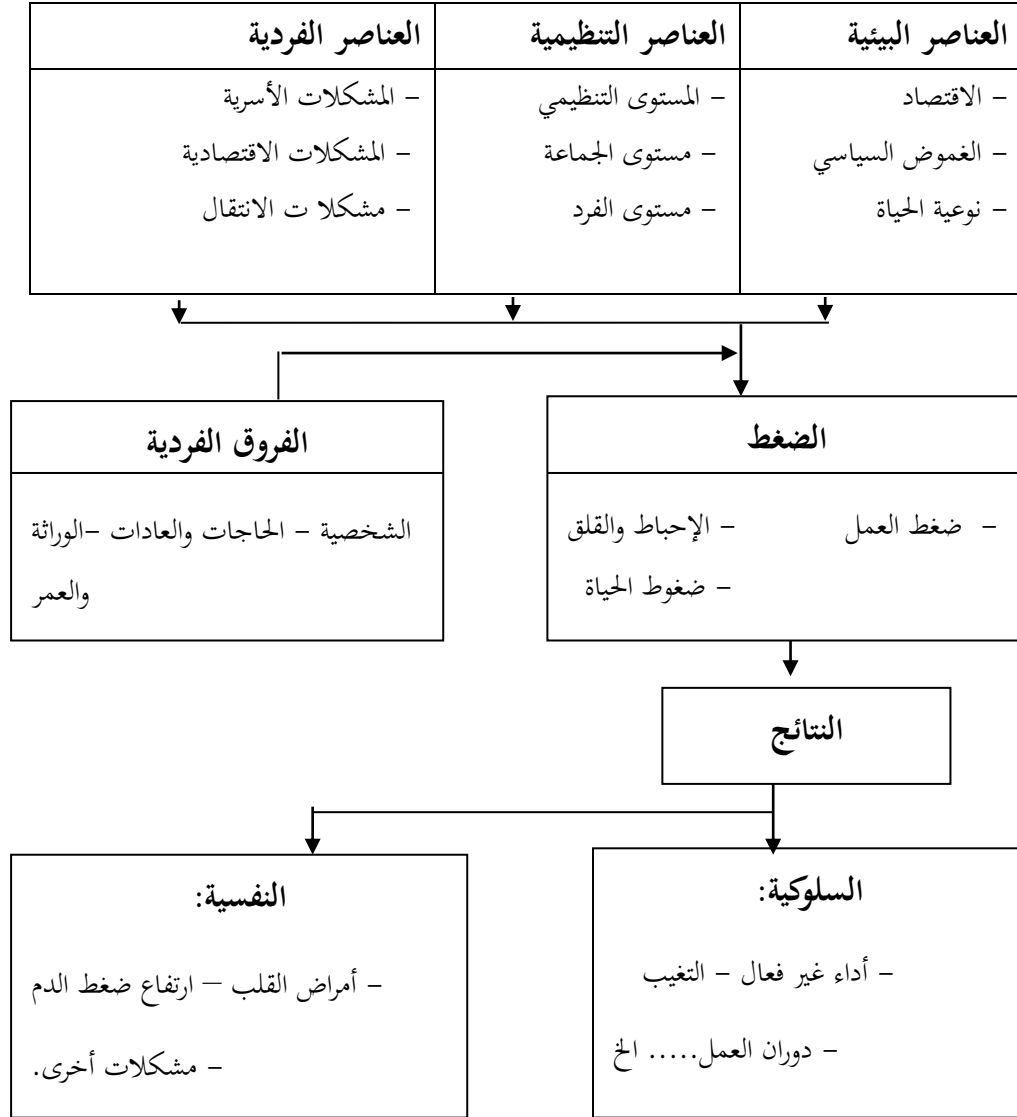 العناصر البيئية
العناصر التنظيمية
العناصر الفردية
– الاقتصاد
– الغموض السياسي
– نوعية الحياة
– المستوى التنظيمي
– مستوى الجماعة
– مستوى الفرد
– المشكلات الأسرية
– المشكلات الاقتصادية
– مشكلا ت الانتقال
الضغط
– ضغط العمل – الإحباط والقلق
– ضغوط الحياة
الفروق الفردية
الشخصية – الحاجات والعادات –الوراثة
والعمر
النتائج
السلوكية:
– أداء غير فعال – التغيب
– دوران العمل..... الخ
النفسية:
– أمراض القلب – ارتفاع ضغط الدم
– مشكلات أخرى.